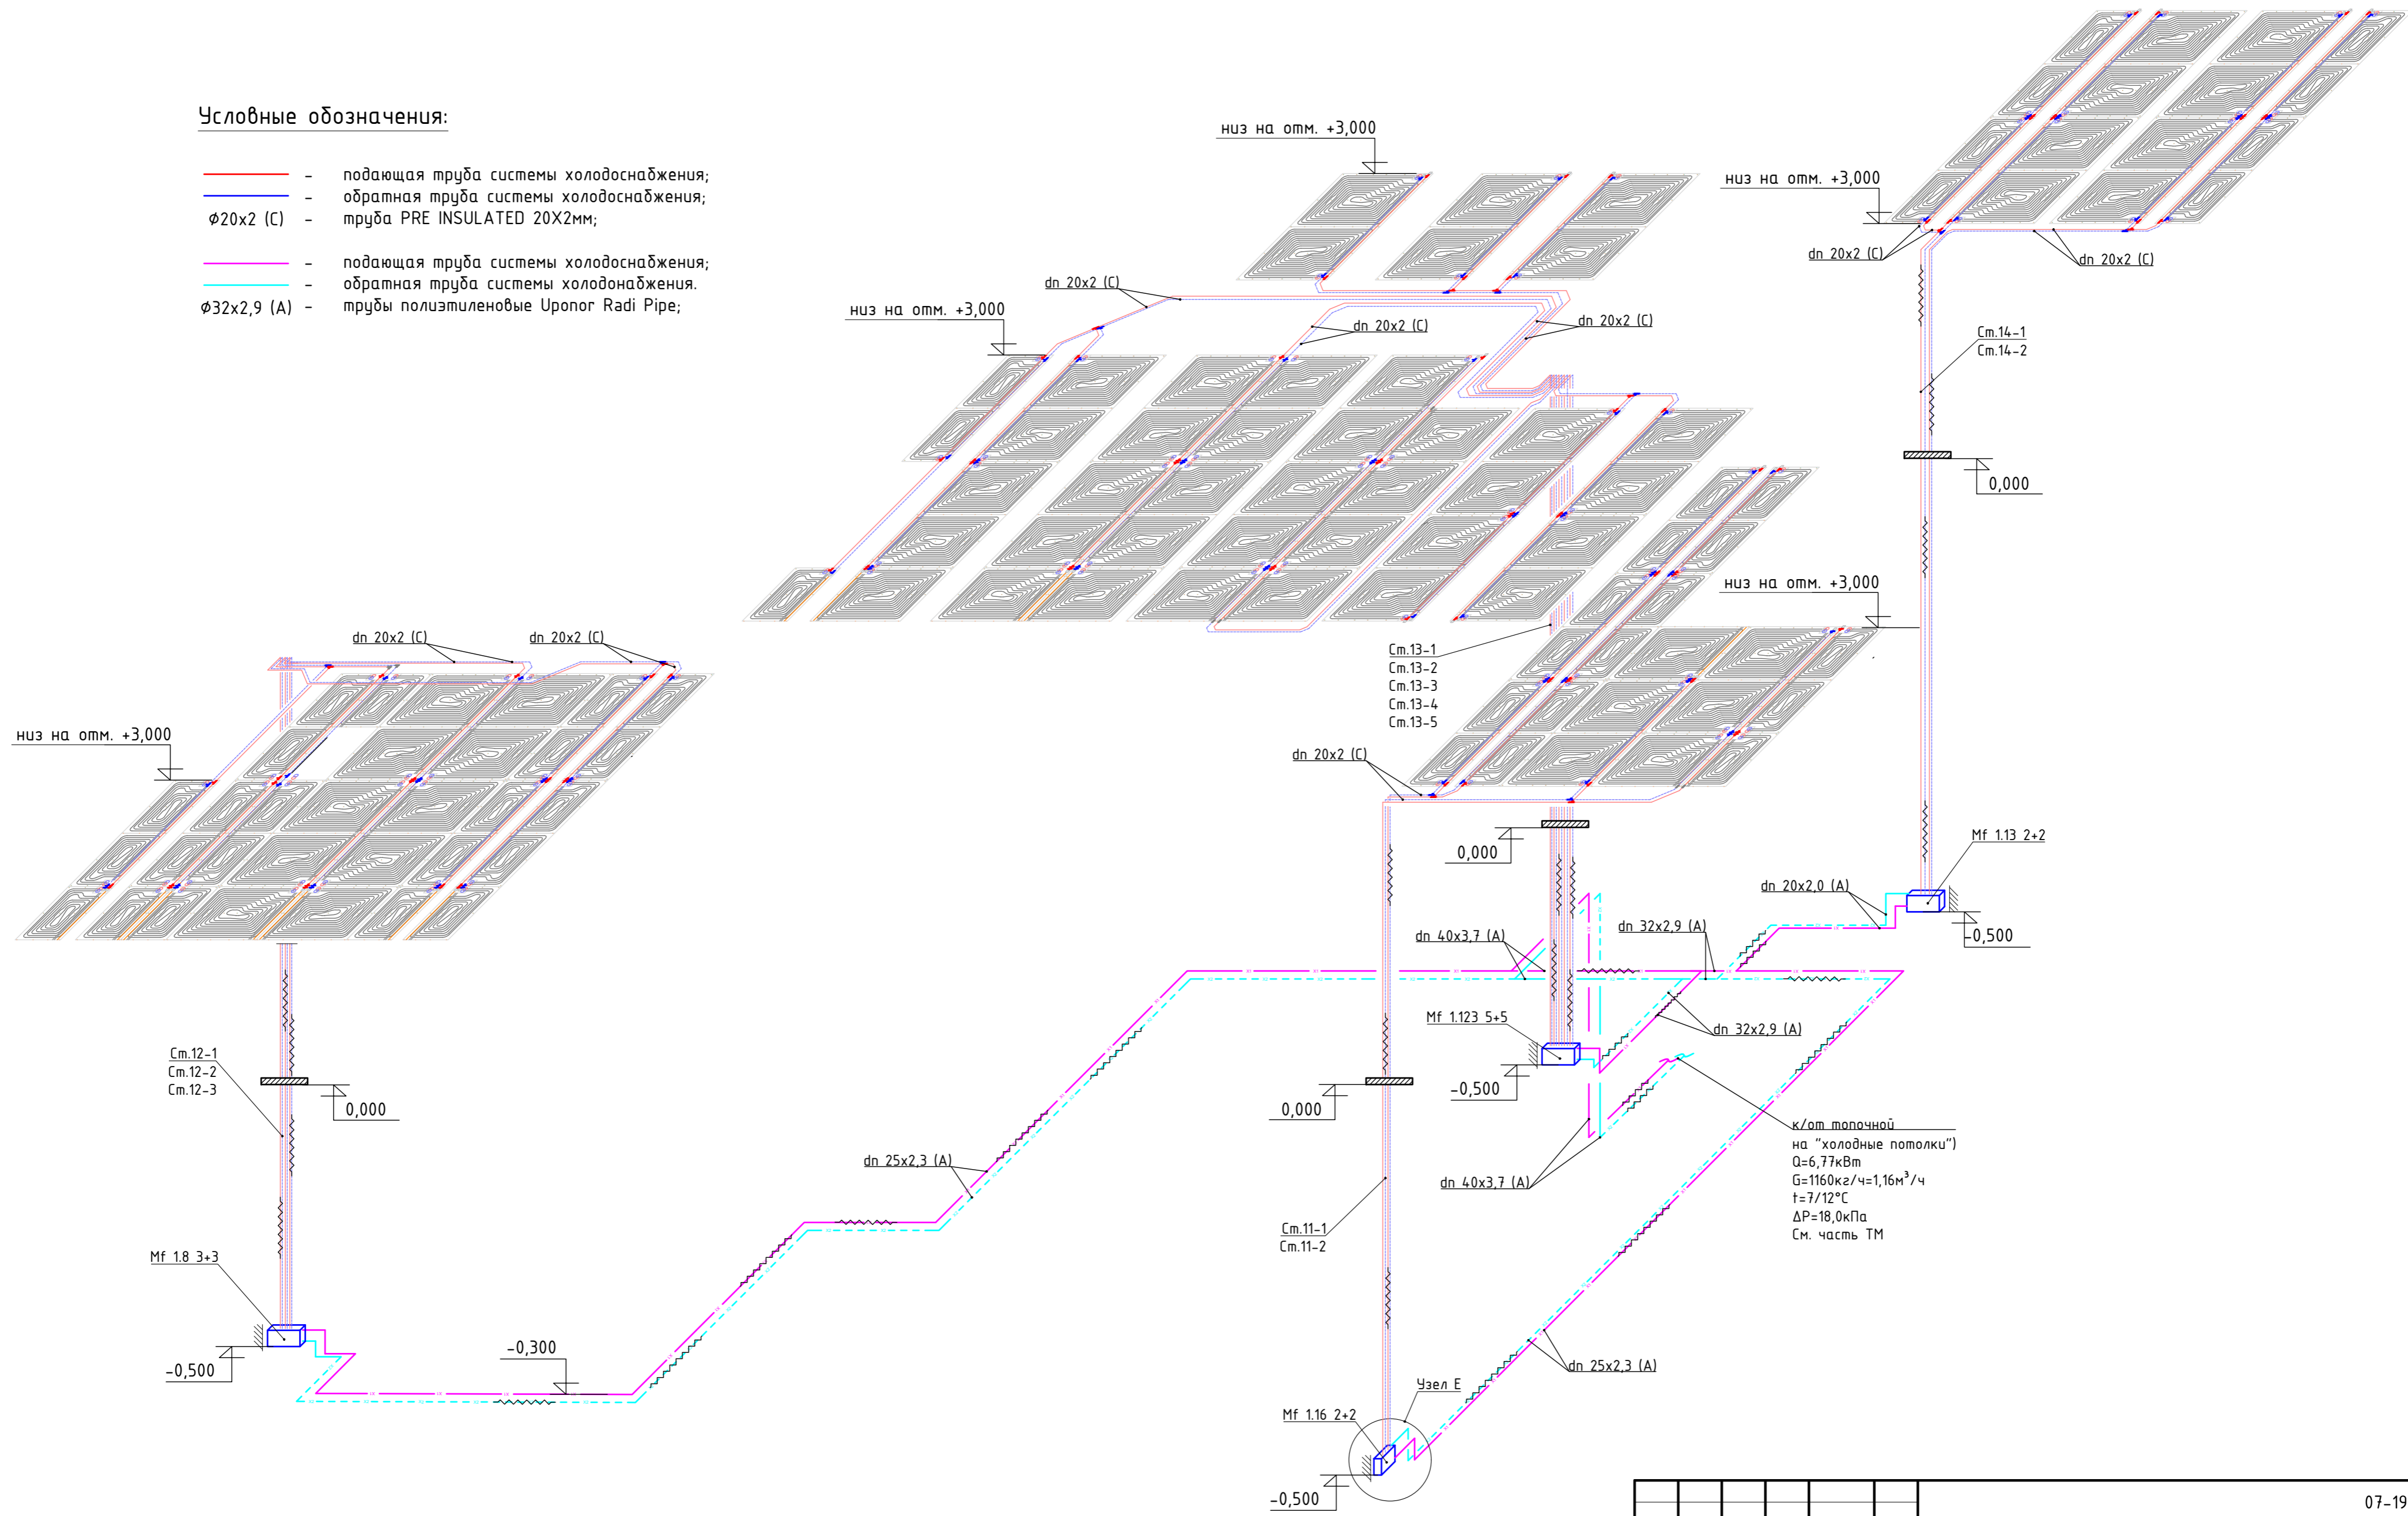 Условные обозначения:
– подающая труба системы холодоснабжения;
– обратная труба системы холодоснабжения;
ϕ20х2 (С) – труба PRE INSULATED 20Х2мм;
– подающая труба системы холодоснабжения;
– обратная труба системы холодонабжения.
ϕ32х2,9 (А) – трубы полиэтиленовые Uponor Radi Pipe;
низ на отм. +3,000
низ на отм. +3,000
dn 20x2 (C)
dn 20x2 (C)
dn 20x2 (C)
низ на отм. +3,000
dn 20x2 (C)
dn 20x2 (C)
низ на отм. +3,000
Ст.14-1
Ст.14-2
0,000
Mf 1.13 2+2
-0,500
dn 20x2,0 (A)
dn 20x2 (C)
dn 20x2 (C)
низ на отм. +3,000
Ст.12-1
Ст.12-2
Ст.12-3
0,000
Mf 1.8 3+3
-0,500
-0,300
dn 25x2,3 (A)
Ст.13-1
Ст.13-2
Ст.13-3
Ст.13-4
Ст.13-5
низ на отм. +3,000
dn 20x2 (C)
0,000
dn 40x3,7 (A)
dn 32x2,9 (A)
Mf 1.123 5+5
dn 32x2,9 (A)
-0,500
0,000
dn 40x3,7 (A)
к/от топочной
на "холодные потолки")
Q=6,77кВт
G=1160кг/ч=1,16м³/ч
t=7/12°C
ΔP=18,0кПа
См. часть ТМ
Ст.11-1
Ст.11-2
dn 25x2,3 (A)
Узел Е
Mf 1.16 2+2
-0,500
07-19